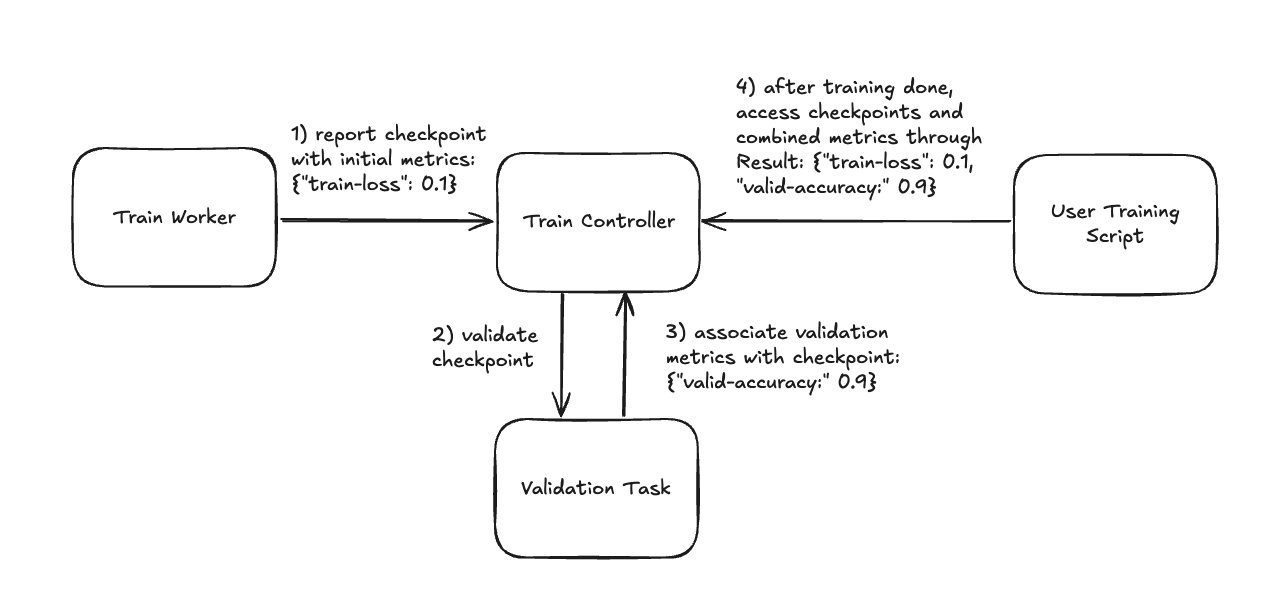 4) after training done,
access checkpoints and
combined metrics through
Result: {"train-loss": 0.1,
"valid-accuracy:" 0.9}
1) report checkpoint
with initial metrics:
{"train-loss": 0.1}
Train Worker
Train Controller
User Training
Script
2) validate
checkpoint
3) associate validation
metrics with checkpoint:
{"valid-accuracy:" 0.9}
Validation Task